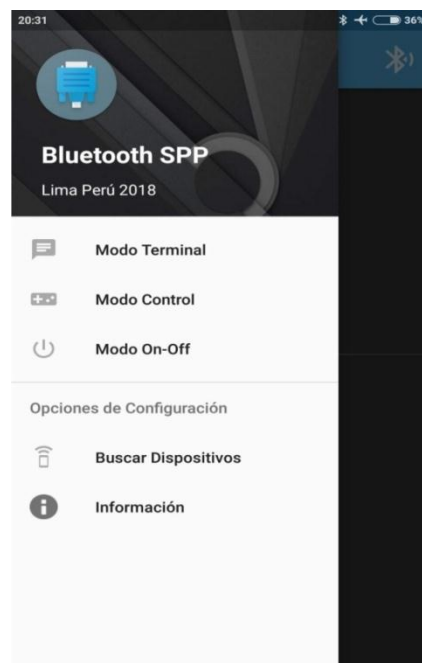 20:31
36%
Bluetooth SPP
Lima Perú 2018
Modo Terminal
Modo Control
Modo On-Off
Opciones de Configuración
Buscar Dispositivos
Información